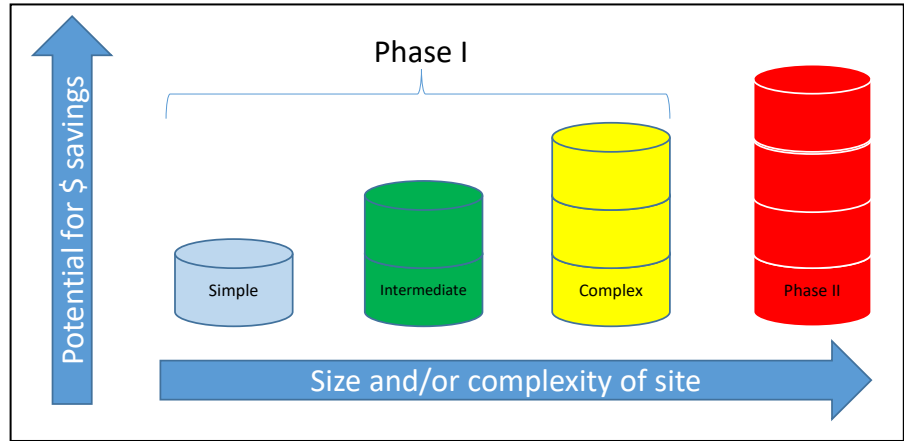 Phase I
Potential for $ savings
Simple
Intermediate
Complex
Phase II
Size and/or complexity of site